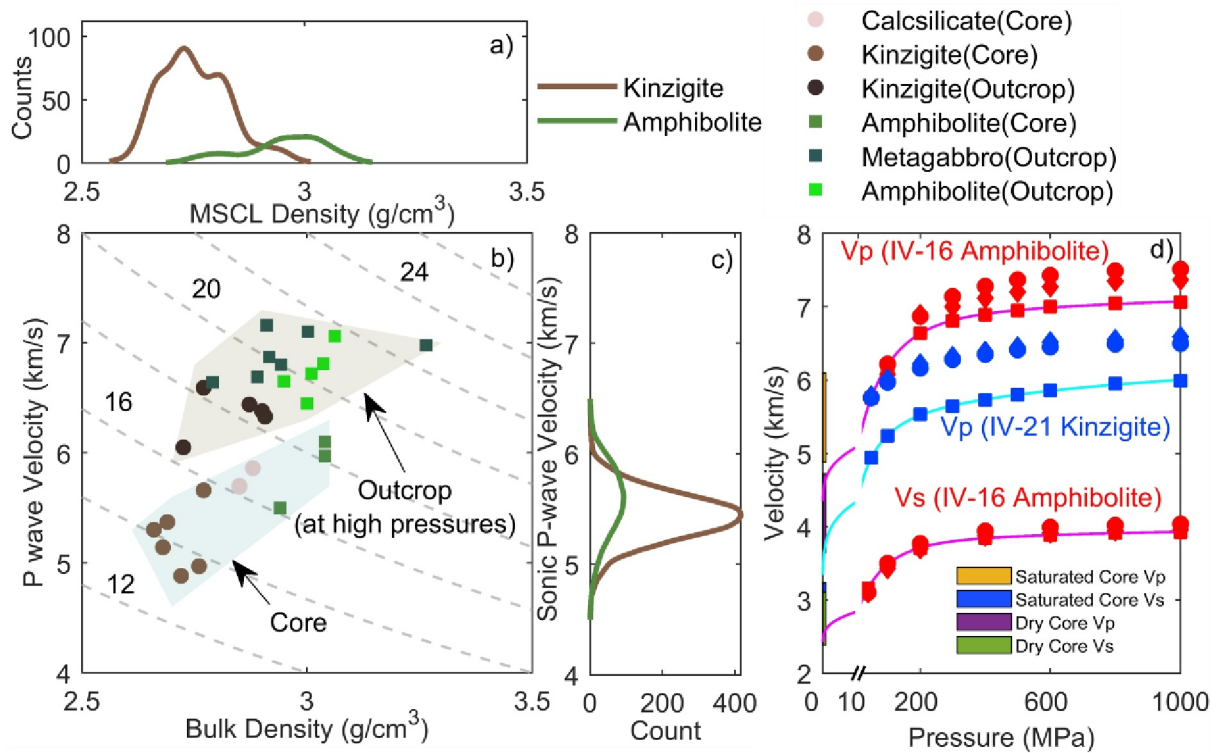 100
50
0
Counts
a)
2.5
3
3.5
MSCL Density (g/cm³)
Kinzigite
Amphibolite
Calcsilicate(Core)
Kinzigite(Core)
Kinzigite(Outcrop)
Amphibolite(Core)
Metagabbro(Outcrop)
Amphibolite(Outcrop)
8
7
6
5
4
P wave Velocity (km/s)
b)
24
20
16
12
Outcrop
(at high pressures)
Core
2.5
3
3.5
Bulk Density (g/cm³)
8
7
6
5
4
Sonic P-wave Velocity (km/s)
c)
0
200
400
Count
8
7
6
5
4
3
2
Velocity (km/s)
d)
Vp (IV-16 Amphibolite)
Vp (IV-21 Kinzigite)
Vs (IV-16 Amphibolite)
Saturated Core Vp
Saturated Core Vs
Dry Core Vp
Dry Core Vs
0
10
200
600
1000
Pressure (MPa)